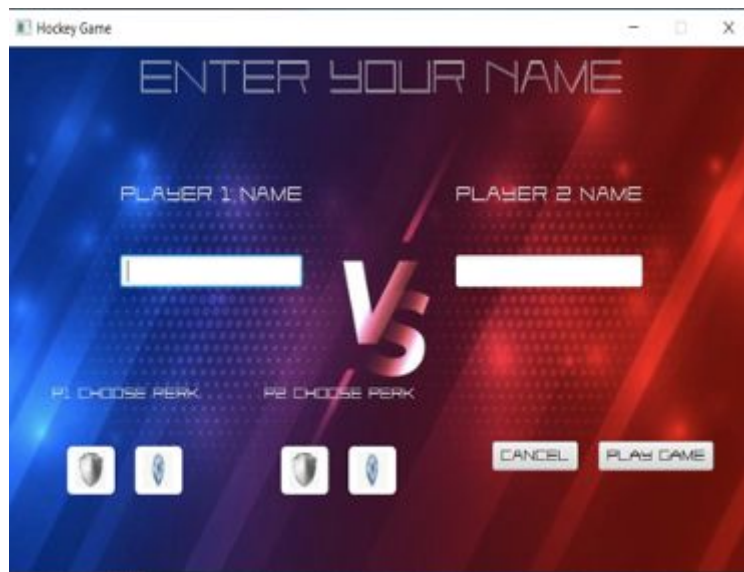 Hockey Game
ENTER YOUR NAME
PLAYER 1 NAME
PLAYER 2 NAME
VS
P1 CHOOSE PERK
P2 CHOOSE PERK
CANCEL
PLAY GAME